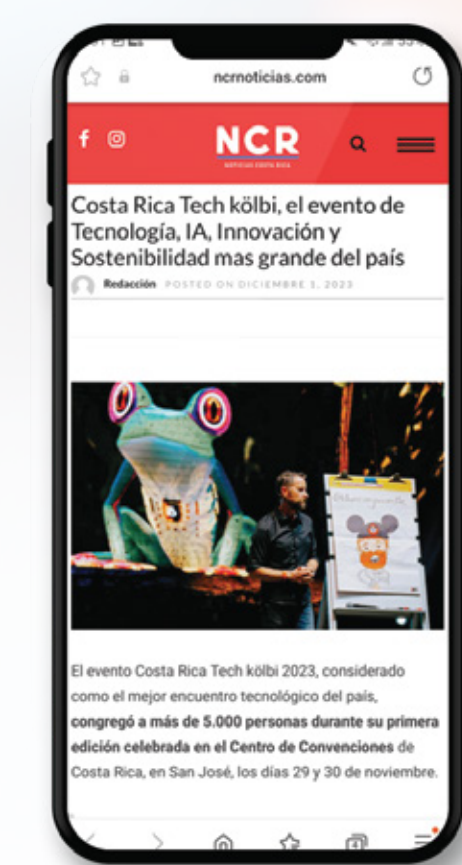 ncrnoticias.com
NCR
NOTICIAS COSTA RICA
Costa Rica Tech kölbi, el evento de
Tecnología, IA, Innovación y
Sostenibilidad mas grande del país
Redacción POSTED ON DICIEMBRE 1, 2023
El evento Costa Rica Tech kölbi 2023, considerado
como el mejor encuentro tecnológico del país,
congregó a más de 5.000 personas durante su primera
edición celebrada en el Centro de Convenciones de
Costa Rica, en San José, los días 29 y 30 de noviembre.